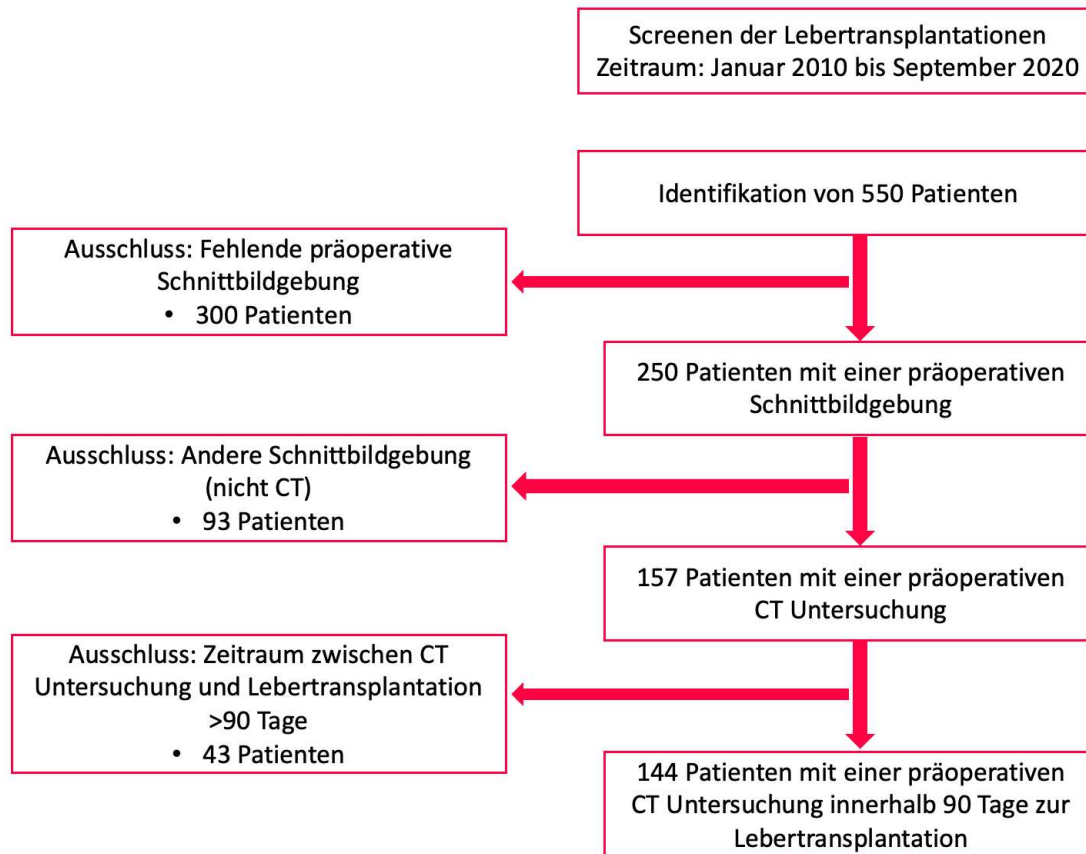 Screenen der Lebertransplantationen
Zeitraum: Januar 2010 bis September 2020
Identifikation von 550 Patienten
Ausschluss: Fehlende präoperative
Schnittbildgebung
• 300 Patienten
250 Patienten mit einer präoperativen
Schnittbildgebung
Ausschluss: Andere Schnittbildgebung
(nicht CT)
• 93 Patienten
157 Patienten mit einer präoperativen
CT Untersuchung
Ausschluss: Zeitraum zwischen CT
Untersuchung und Lebertransplantation
>90 Tage
• 43 Patienten
144 Patienten mit einer präoperativen
CT Untersuchung innerhalb 90 Tage zur
Lebertransplantation